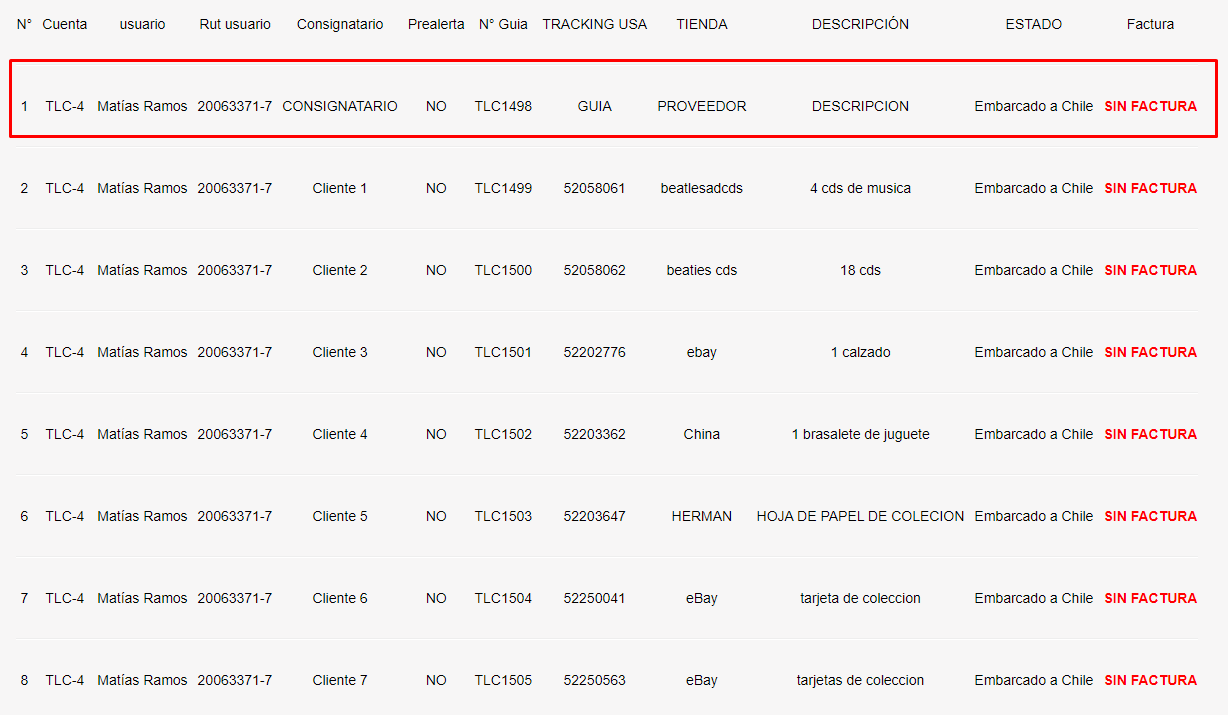 N° Cuenta usuario Rut usuario Consignatario Prealerta N° Guia TRACKING USA TIENDA DESCRIPCIÓN ESTADO Factura
1 TLC-4 Matías Ramos 20063371-7 CONSIGNATARIO NO TLC1498 GUIA PROVEEDOR DESCRIPCION Embarcado a Chile SIN FACTURA
2 TLC-4 Matías Ramos 20063371-7 Cliente 1 NO TLC1499 52058061 beatlesadcds 4 cds de musica Embarcado a Chile SIN FACTURA
3 TLC-4 Matías Ramos 20063371-7 Cliente 2 NO TLC1500 52058062 beaties cds 18 cds Embarcado a Chile SIN FACTURA
4 TLC-4 Matías Ramos 20063371-7 Cliente 3 NO TLC1501 52202776 ebay 1 calzado Embarcado a Chile SIN FACTURA
5 TLC-4 Matías Ramos 20063371-7 Cliente 4 NO TLC1502 52203362 China 1 brasalete de juguete Embarcado a Chile SIN FACTURA
6 TLC-4 Matías Ramos 20063371-7 Cliente 5 NO TLC1503 52203647 HERMAN HOJA DE PAPEL DE COLECION Embarcado a Chile SIN FACTURA
7 TLC-4 Matías Ramos 20063371-7 Cliente 6 NO TLC1504 52250041 eBay tarjeta de coleccion Embarcado a Chile SIN FACTURA
8 TLC-4 Matías Ramos 20063371-7 Cliente 7 NO TLC1505 52250563 eBay tarjetas de coleccion Embarcado a Chile SIN FACTURA